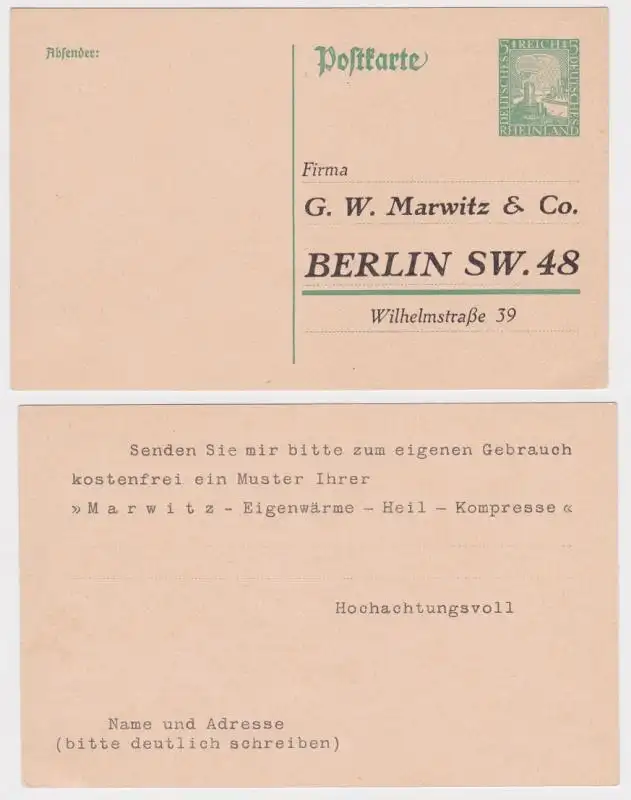 Absender:
Postkarte
5 REICH 5
DEUTSCHES
DEUTSCHES
RHEINLAND
Firma
G. W. Marwitz & Co.
BERLIN SW. 48
Wilhelmstraße 39
Senden Sie mir bitte zum eigenen Gebrauch
kostenfrei ein Muster Ihrer
»Marwitz - Eigenwärme - Heil - Kompresse«
Hochachtungsvoll
Name und Adresse
(bitte deutlich schreiben)